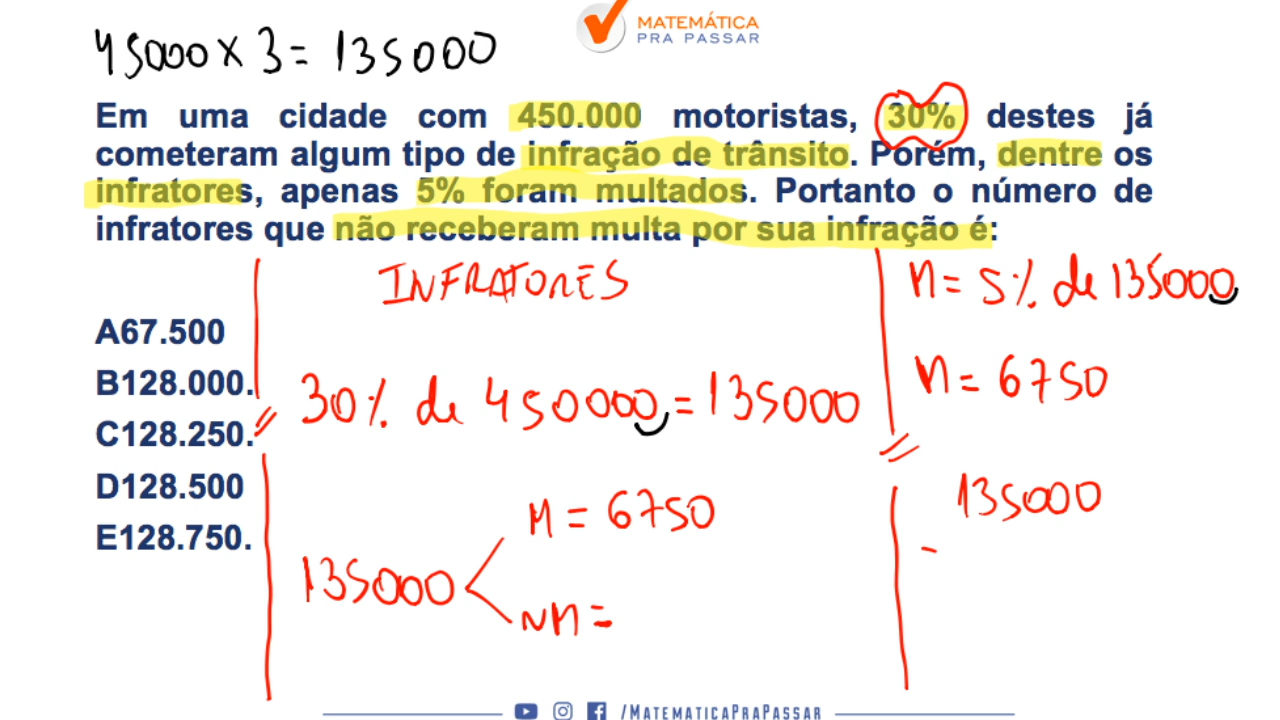 MATEMÁTICA
PRA PASSAR
45000 x 3 = 135000
Em uma cidade com 450.000 motoristas, 30% destes já
cometeram algum tipo de infração de trânsito. Porém, dentre os
infratores, apenas 5% foram multados. Portanto o número de
infratores que não receberam multa por sua infração é:
A67.500
B128.000.
C128.250.
D128.500
E128.750.
INFRATORES
30% de 450000 = 135000
135000
M = 6750
NM =
M = 5% de 135000
M = 6750
135000
-
/MATEMATICAPRAPASSAR